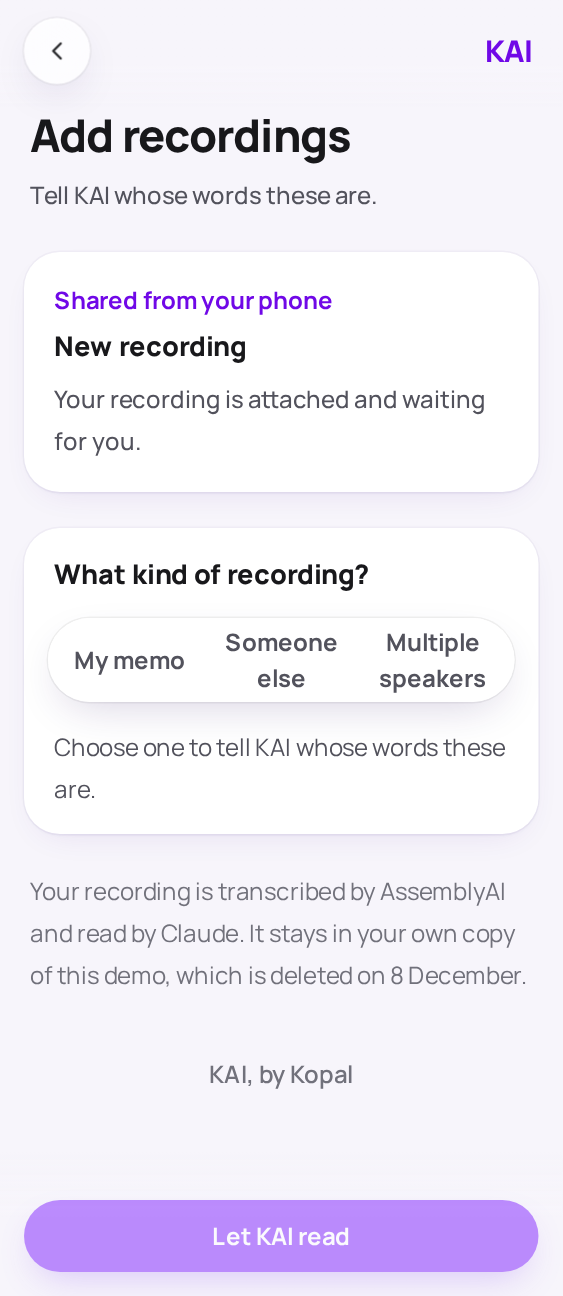 KAI
Add recordings
Tell KAI whose words these are.
Shared from your phone
New recording
Your recording is attached and waiting
for you.
What kind of recording?
My memo
Someone
else
Multiple
speakers
Choose one to tell KAI whose words these
are.
Your recording is transcribed by AssemblyAI
and read by Claude. It stays in your own copy
of this demo, which is deleted on 8 December.
KAI, by Kopal
Let KAI read